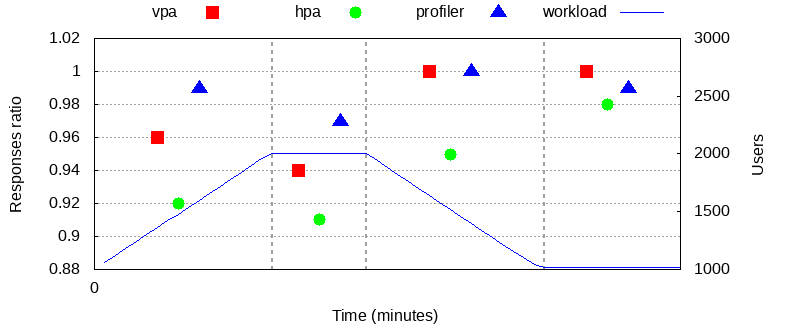 vpa hpa profiler workload
1.02 3000
1
0.98 2500
0.96
0.94 2000
0.92 1500
0.9
0.88 1000
Responses ratio
Users
0
Time (minutes)